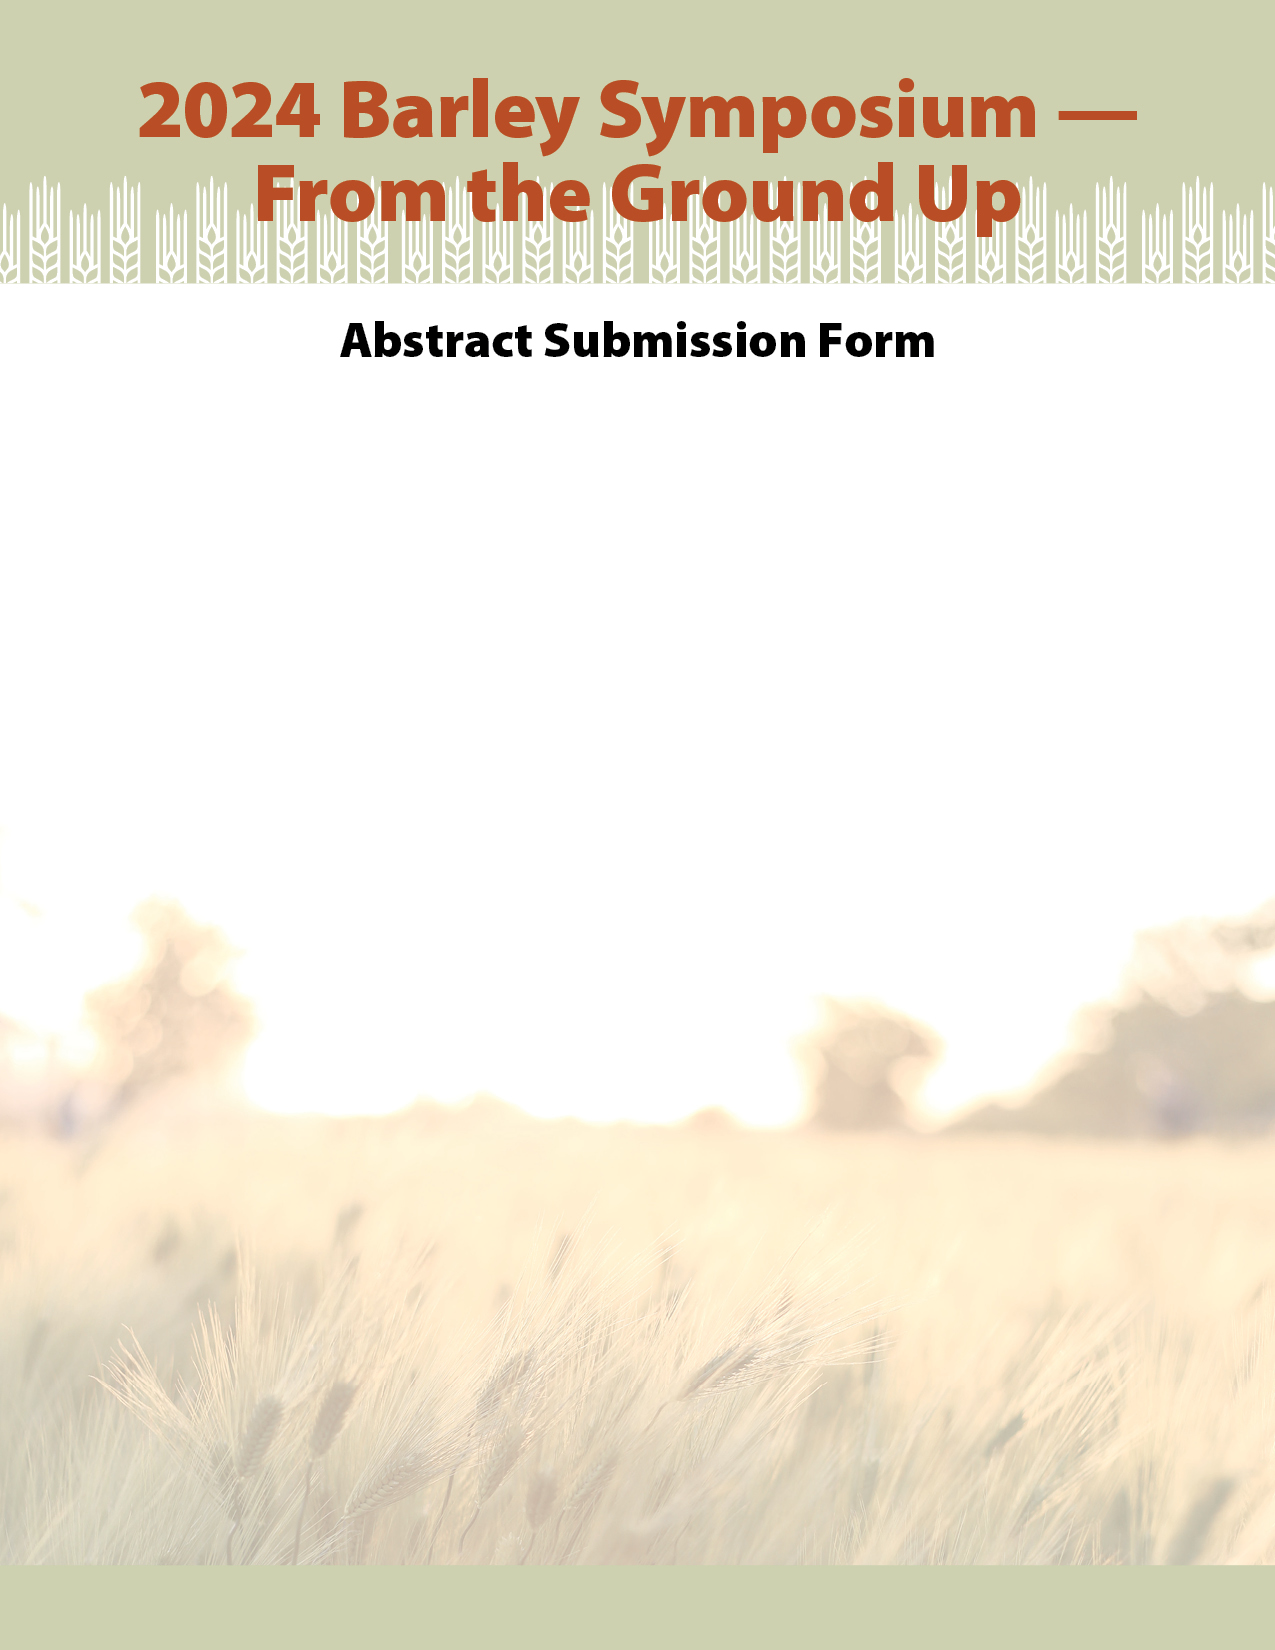 2024 Barley Symposium —
From the Ground Up
Abstract Submission Form